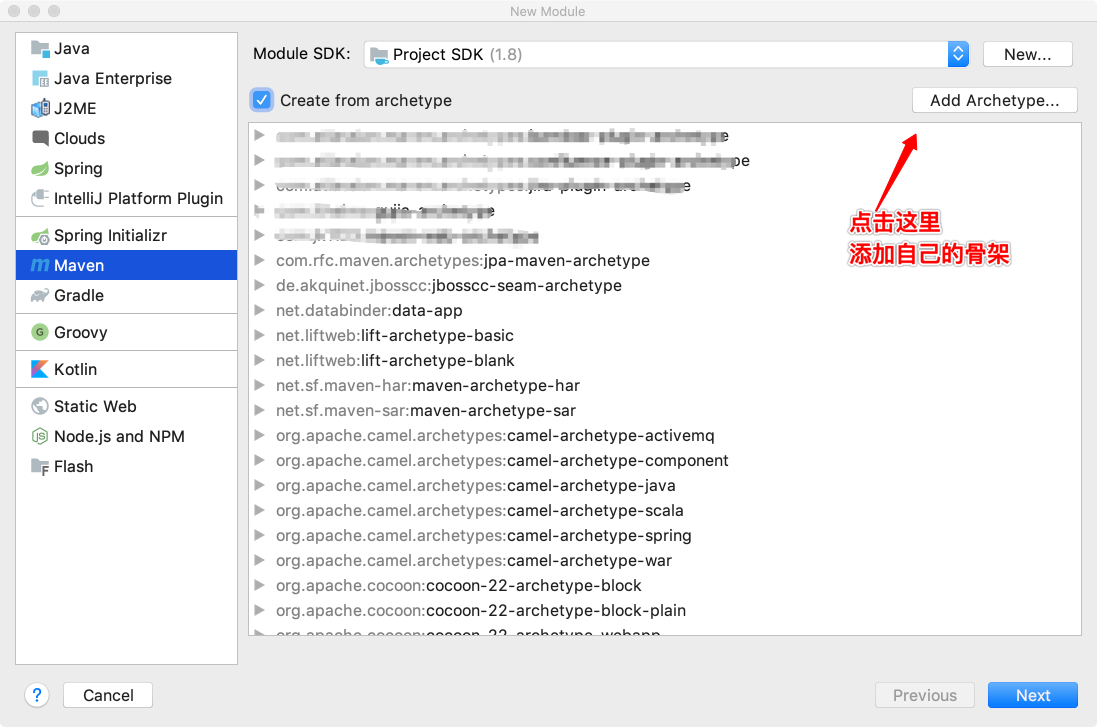 New Module
Java
Java Enterprise
J2ME
Clouds
Spring
IntelliJ Platform Plugin
Spring Initializr
Maven
Gradle
G
Groovy
Kotlin
Static Web
Node.js and NPM
Flash
Module SDK:
Project SDK (1.8)
New...
Create from archetype
Add Archetype...
点击这里
添加自己的骨架
com.rfc.maven.archetypes:jpa-maven-archetype
de.akquinet.jbosscc:jbosscc-seam-archetype
net.databinder:data-app
net.liftweb:lift-archetype-basic
net.liftweb:lift-archetype-blank
net.sf.maven-har:maven-archetype-har
net.sf.maven-sar:maven-archetype-sar
org.apache.camel.archetypes:camel-archetype-activemq
org.apache.camel.archetypes:camel-archetype-component
org.apache.camel.archetypes:camel-archetype-java
org.apache.camel.archetypes:camel-archetype-scala
org.apache.camel.archetypes:camel-archetype-spring
org.apache.camel.archetypes:camel-archetype-war
org.apache.cocoon:cocoon-22-archetype-block
org.apache.cocoon:cocoon-22-archetype-block-plain
org.apache.cocoon:cocoon-22-archetype-webapp
?
Cancel
Previous
Next